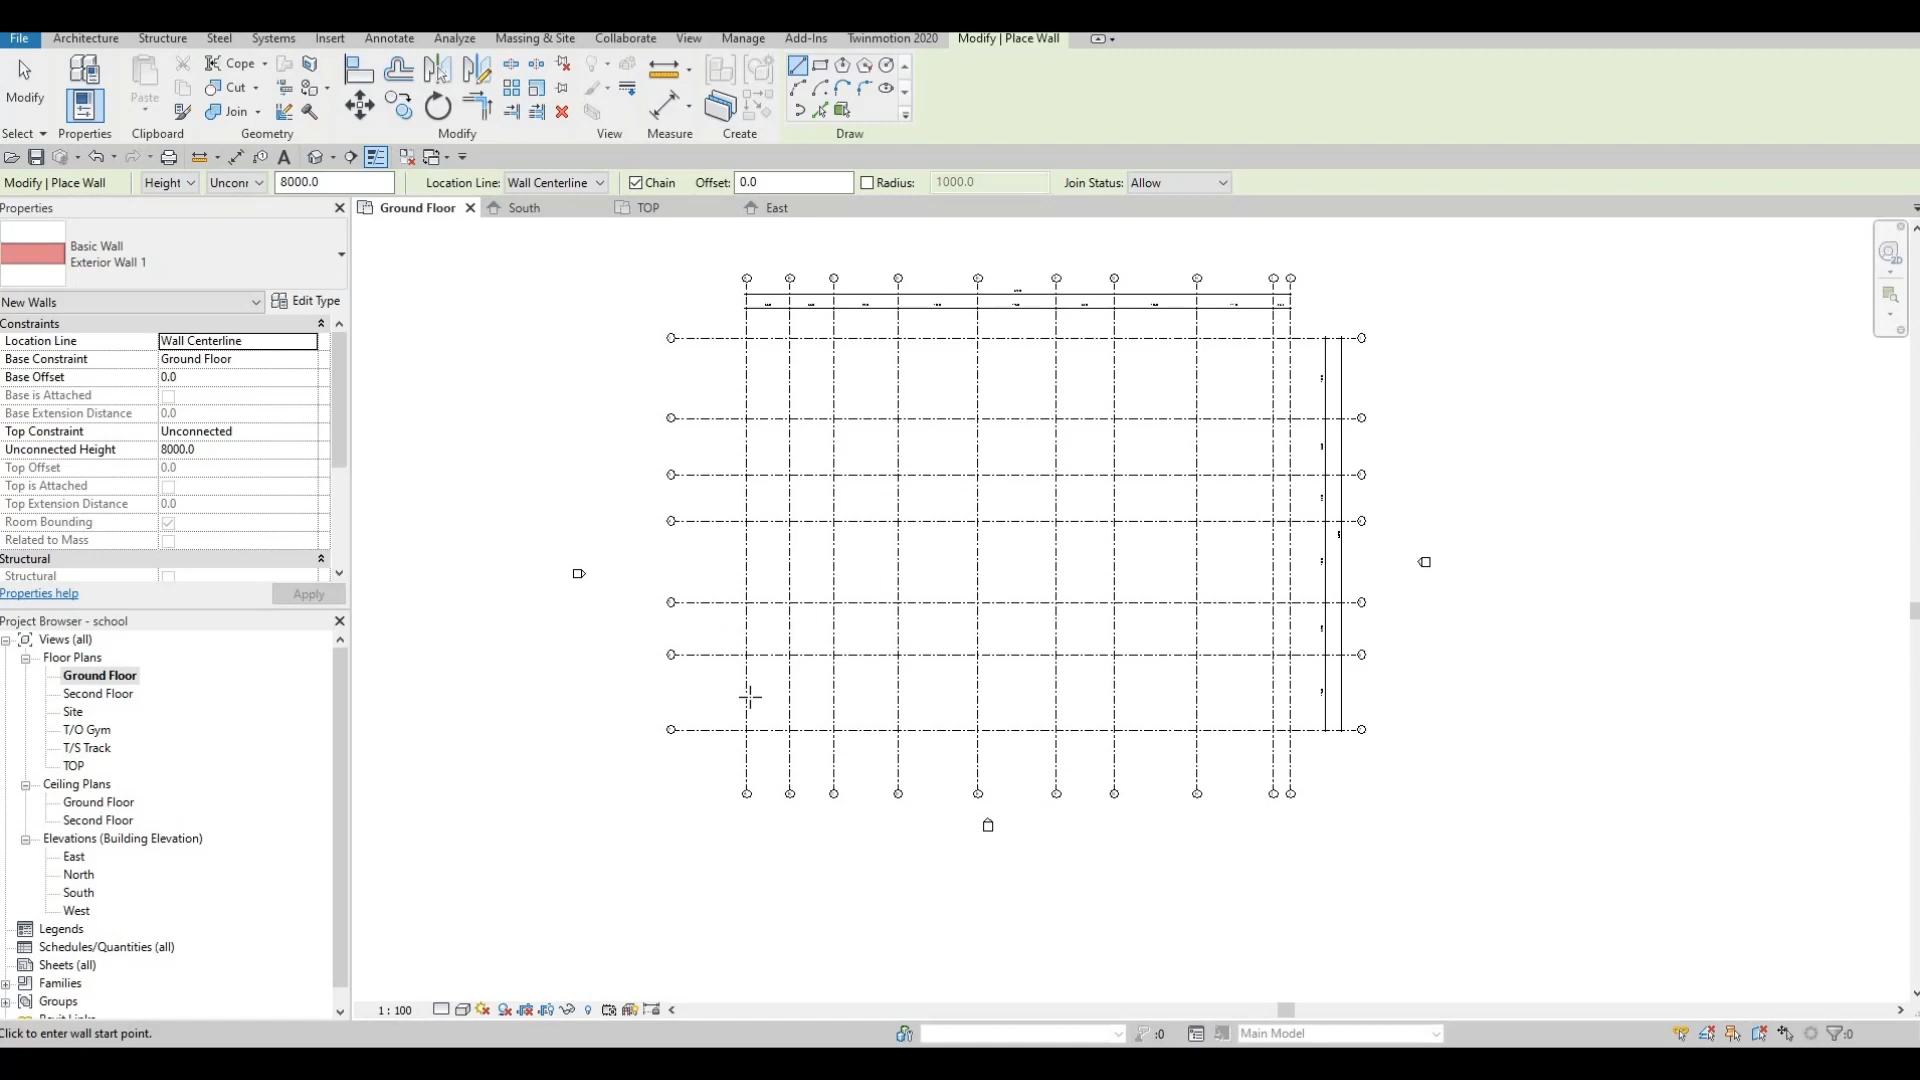 File Architecture Structure Steel Systems Insert Annotate Analyze Massing & Site Collaborate View Manage Add-Ins Twinmotion 2020 Modify | Place Wall
Modify Paste Cope
Cut
Join
Select Properties Clipboard Geometry Modify View Measure Create Draw
Modify | Place Wall Height Unconr 8000.0 Location Line: Wall Centerline Chain Offset: 0.0 Radius: 1000.0 Join Status: Allow
Properties
Ground Floor South TOP East
Basic Wall
Exterior Wall 1
New Walls Edit Type
Constraints
Location Line Wall Centerline
Base Constraint Ground Floor
Base Offset 0.0
Base is Attached
Base Extension Distance 0.0
Top Constraint Unconnected
Unconnected Height 8000.0
Top Offset 0.0
Top is Attached
Top Extension Distance 0.0
Room Bounding
Related to Mass
Structural
Structural
Properties help Apply
Project Browser - school
Views (all)
Floor Plans
Ground Floor
Second Floor
Site
T/O Gym
T/S Track
TOP
Ceiling Plans
Ground Floor
Second Floor
Elevations (Building Elevation)
East
North
South
West
Legends
Schedules/Quantities (all)
Sheets (all)
Families
Groups
1 : 100
Click to enter wall start point. :0 Main Model :0
2D